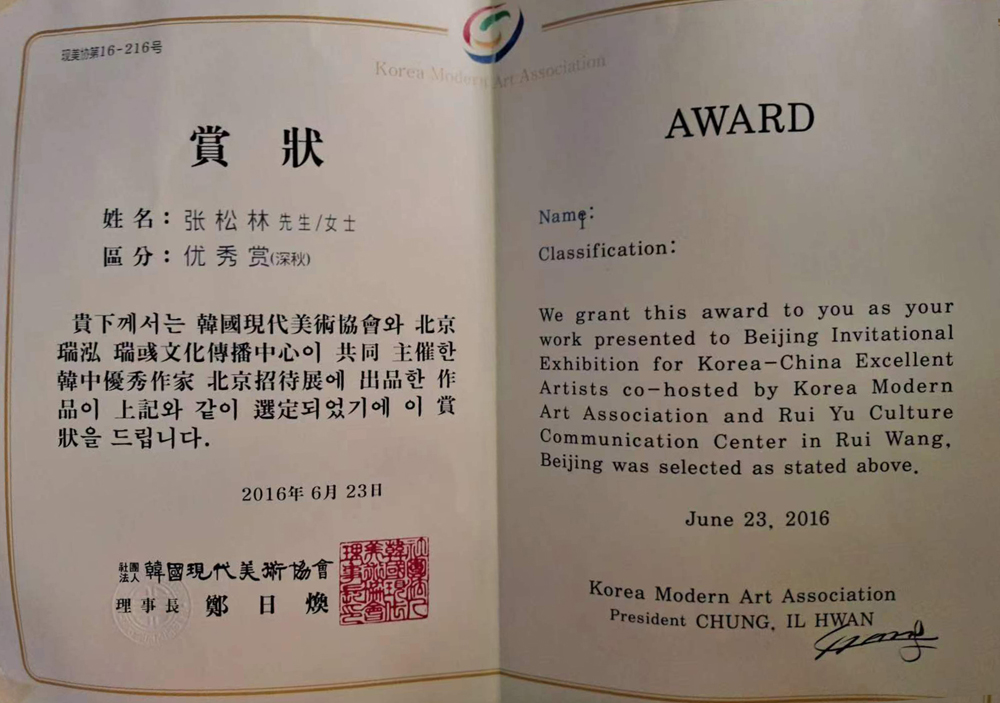 现美协第16-216号
Korea Modern Art Association
賞 狀
姓 名 : 张 松 林 先生/女士
區 分 : 优 秀 赏(深秋)
貴下께서는 韓國現代美術協會와 北京
瑞泓 瑞彧文化傳播中心이 共同 主催한
韓中優秀作家 北京招待展에 出品한 作
品이 上記와 같이 選定되었기에 이 賞
狀을 드립니다.
2016年 6月 23日
社團法人 韓國現代美術協會
理事長 鄭 日 煥
AWARD
Name:
Classification:
We grant this award to you as your
work presented to Beijing Invitational
Exhibition for Korea-China Excellent
Artists co-hosted by Korea Modern
Art Association and Rui Yu Culture
Communication Center in Rui Wang,
Beijing was selected as stated above.
June 23, 2016
Korea Modern Art Association
President CHUNG, IL HWAN